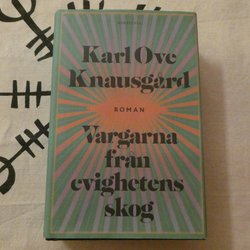 Karl Ove
Knausgård
ROMAN
Vargarna
från
evighetens
skog